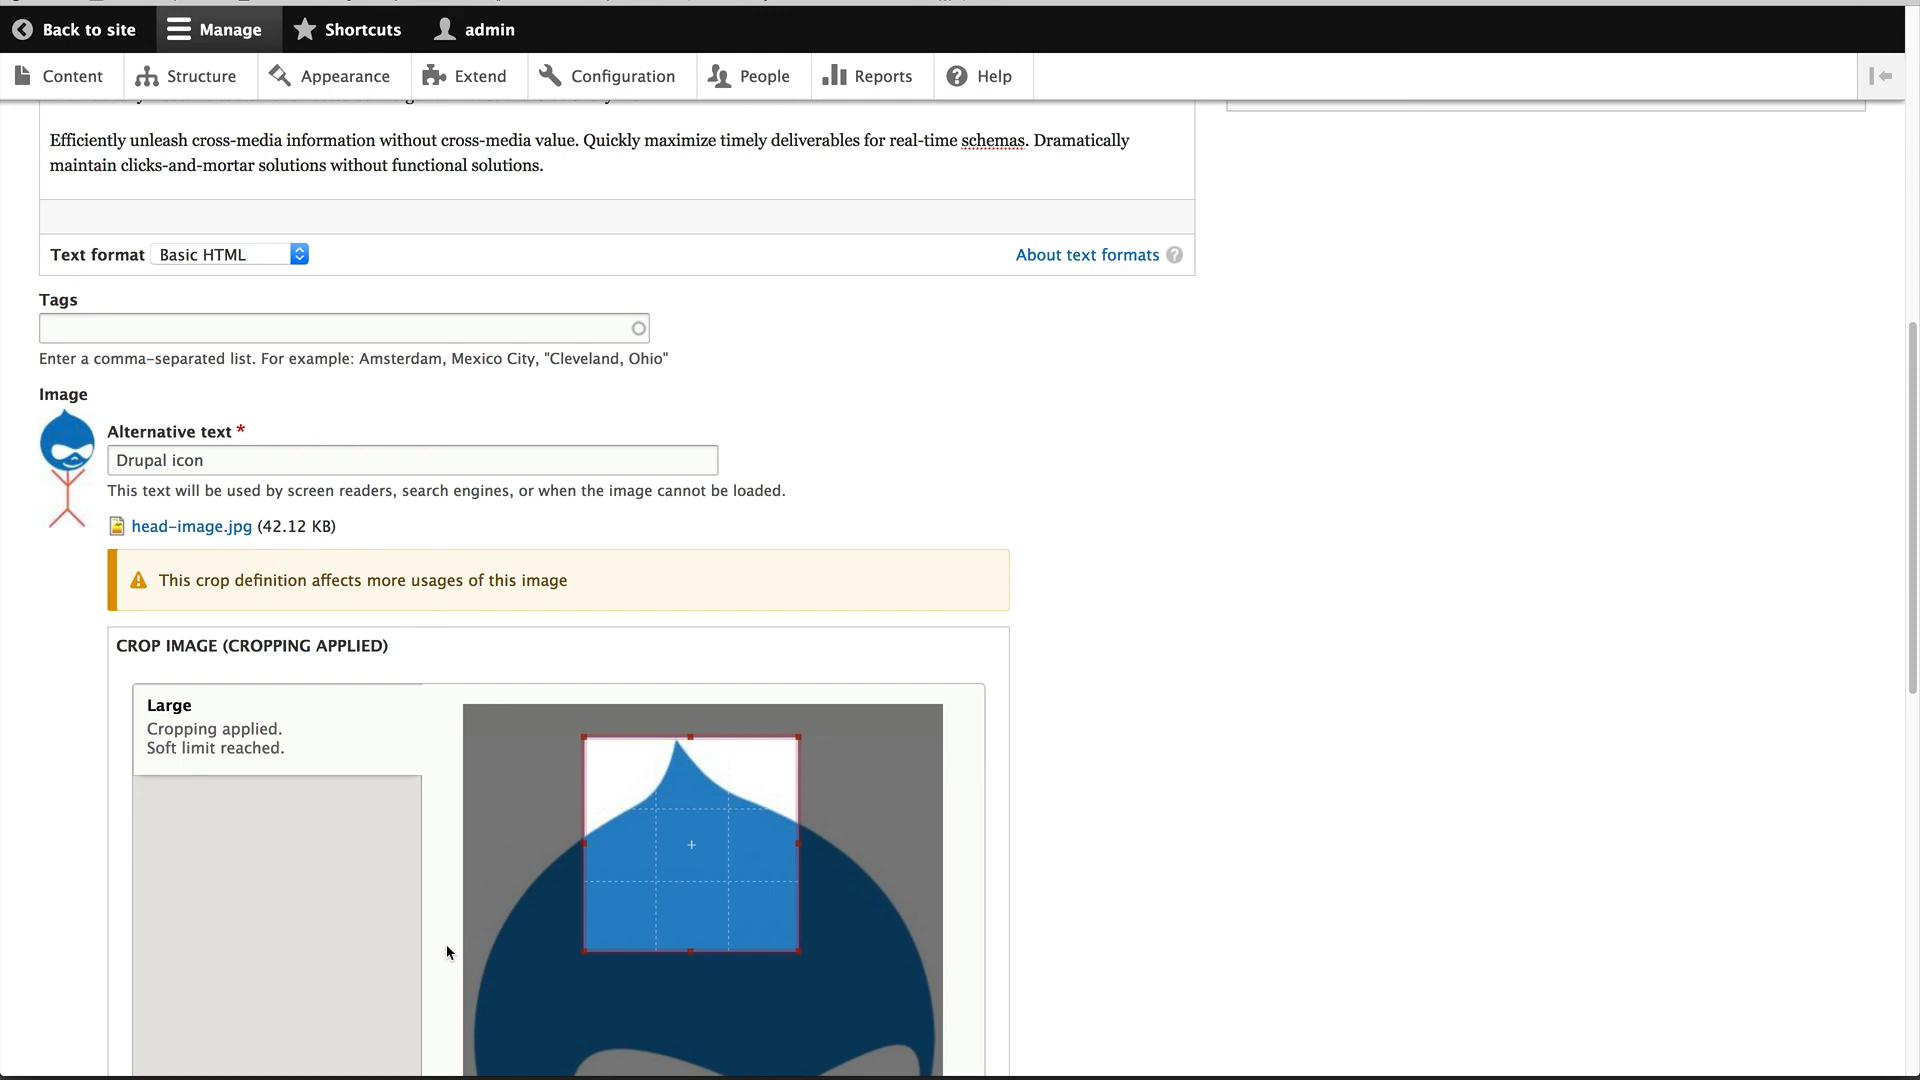 Back to site Manage Shortcuts admin
Content Structure Appearance Extend Configuration People Reports Help
Efficiently unleash cross-media information without cross-media value. Quickly maximize timely deliverables for real-time schemas. Dramatically
maintain clicks-and-mortar solutions without functional solutions.
Text format Basic HTML About text formats ?
Tags
Enter a comma-separated list. For example: Amsterdam, Mexico City, "Cleveland, Ohio"
Image
Alternative text *
Drupal icon
This text will be used by screen readers, search engines, or when the image cannot be loaded.
head-image.jpg (42.12 KB)
This crop definition affects more usages of this image
CROP IMAGE (CROPPING APPLIED)
Large
Cropping applied.
Soft limit reached.